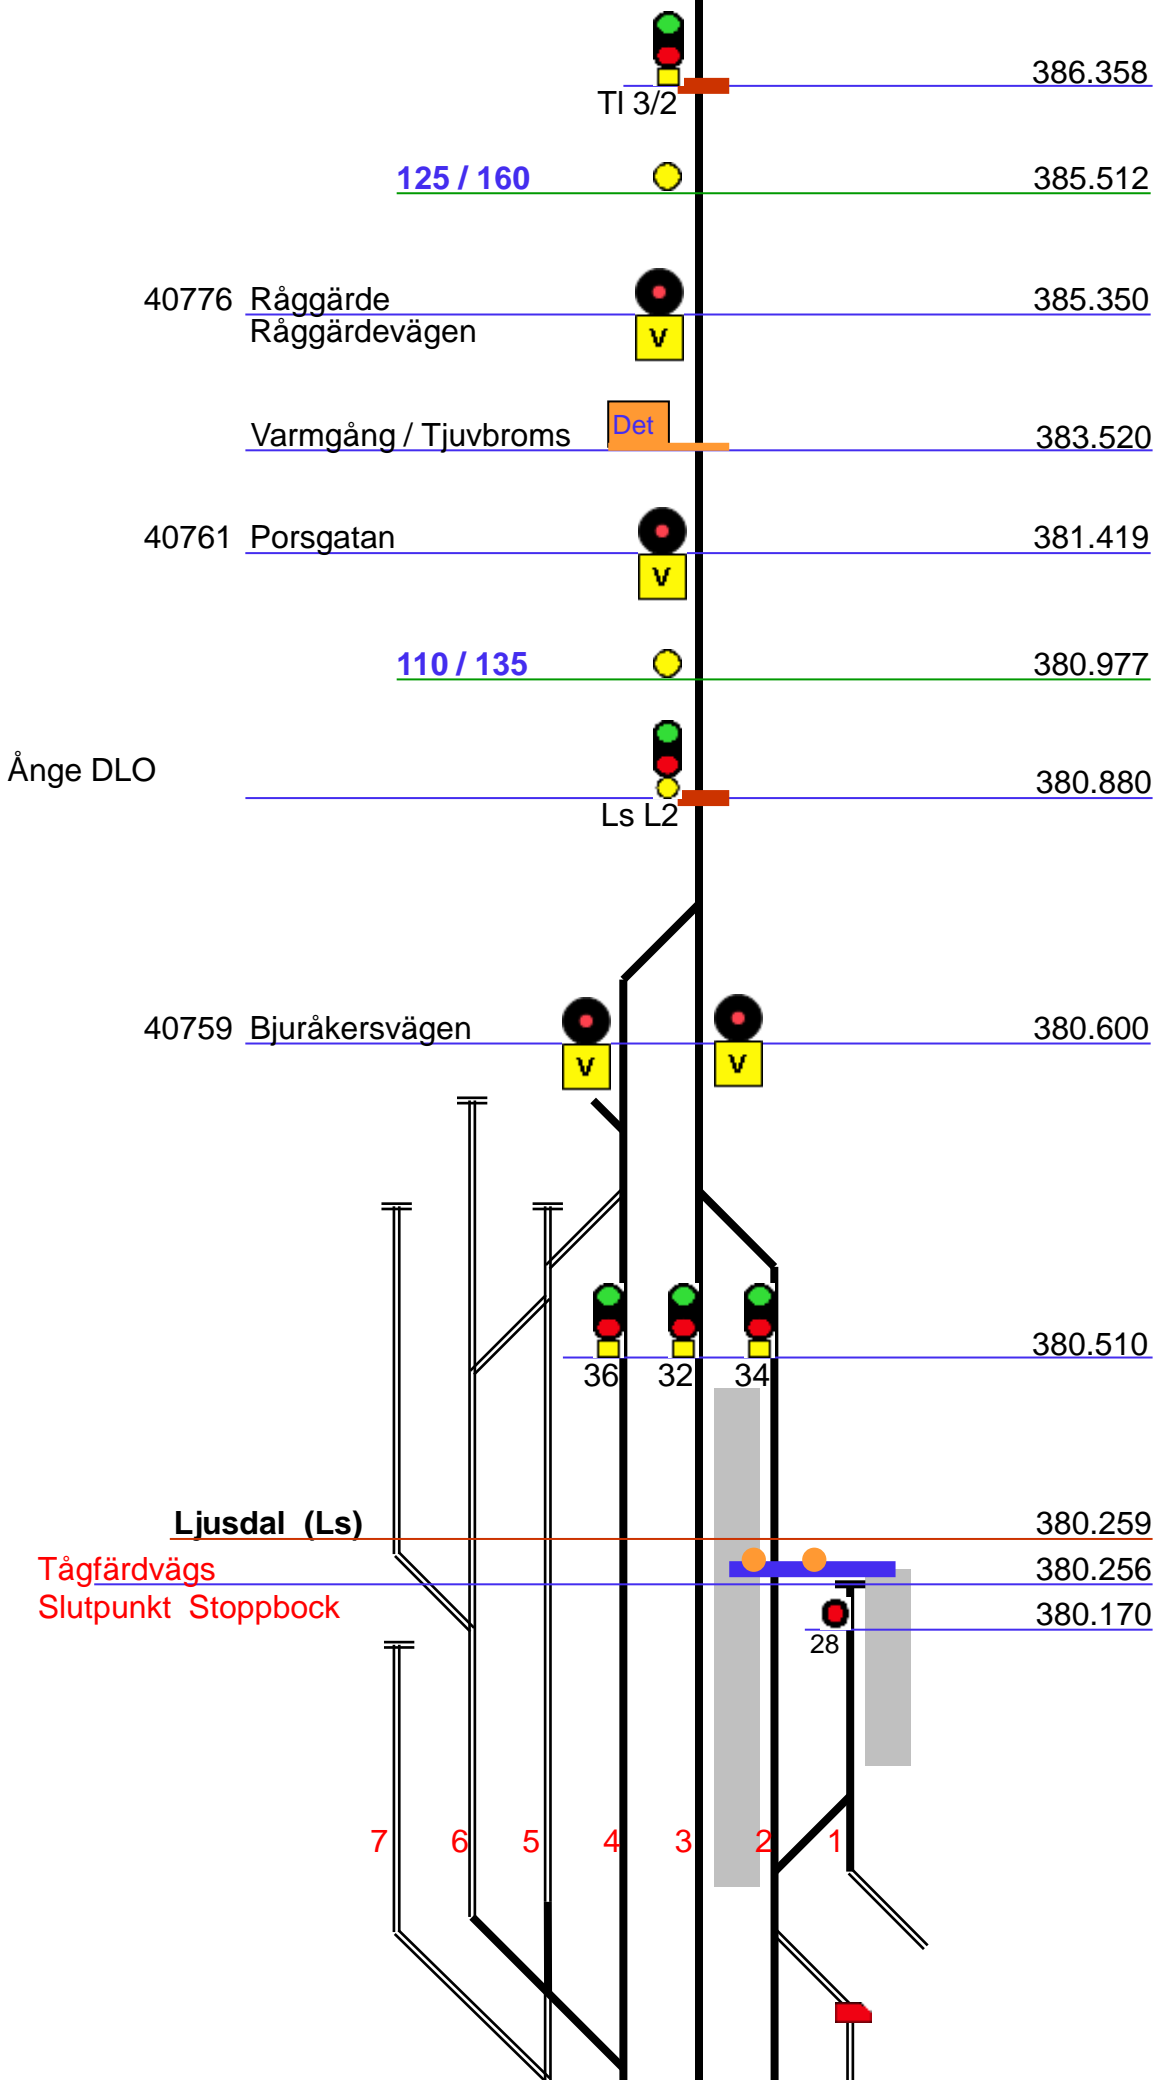 386.358
Tl 3/2
125 / 160
385.512
40776 Råggärde
385.350
Råggärdevägen
V
Varmgång / Tjuvbroms
Det
383.520
40761 Porsgatan
381.419
V
110 / 135
380.977
Ånge DLO
380.880
Ls L2
40759 Bjuråkersvägen
380.600
V V
380.510
36 32 34
Ljusdal (Ls)
380.259
Tågfärdvägs
380.256
Slutpunkt Stoppbock
380.170
28
7 6 5 4 3 2 1